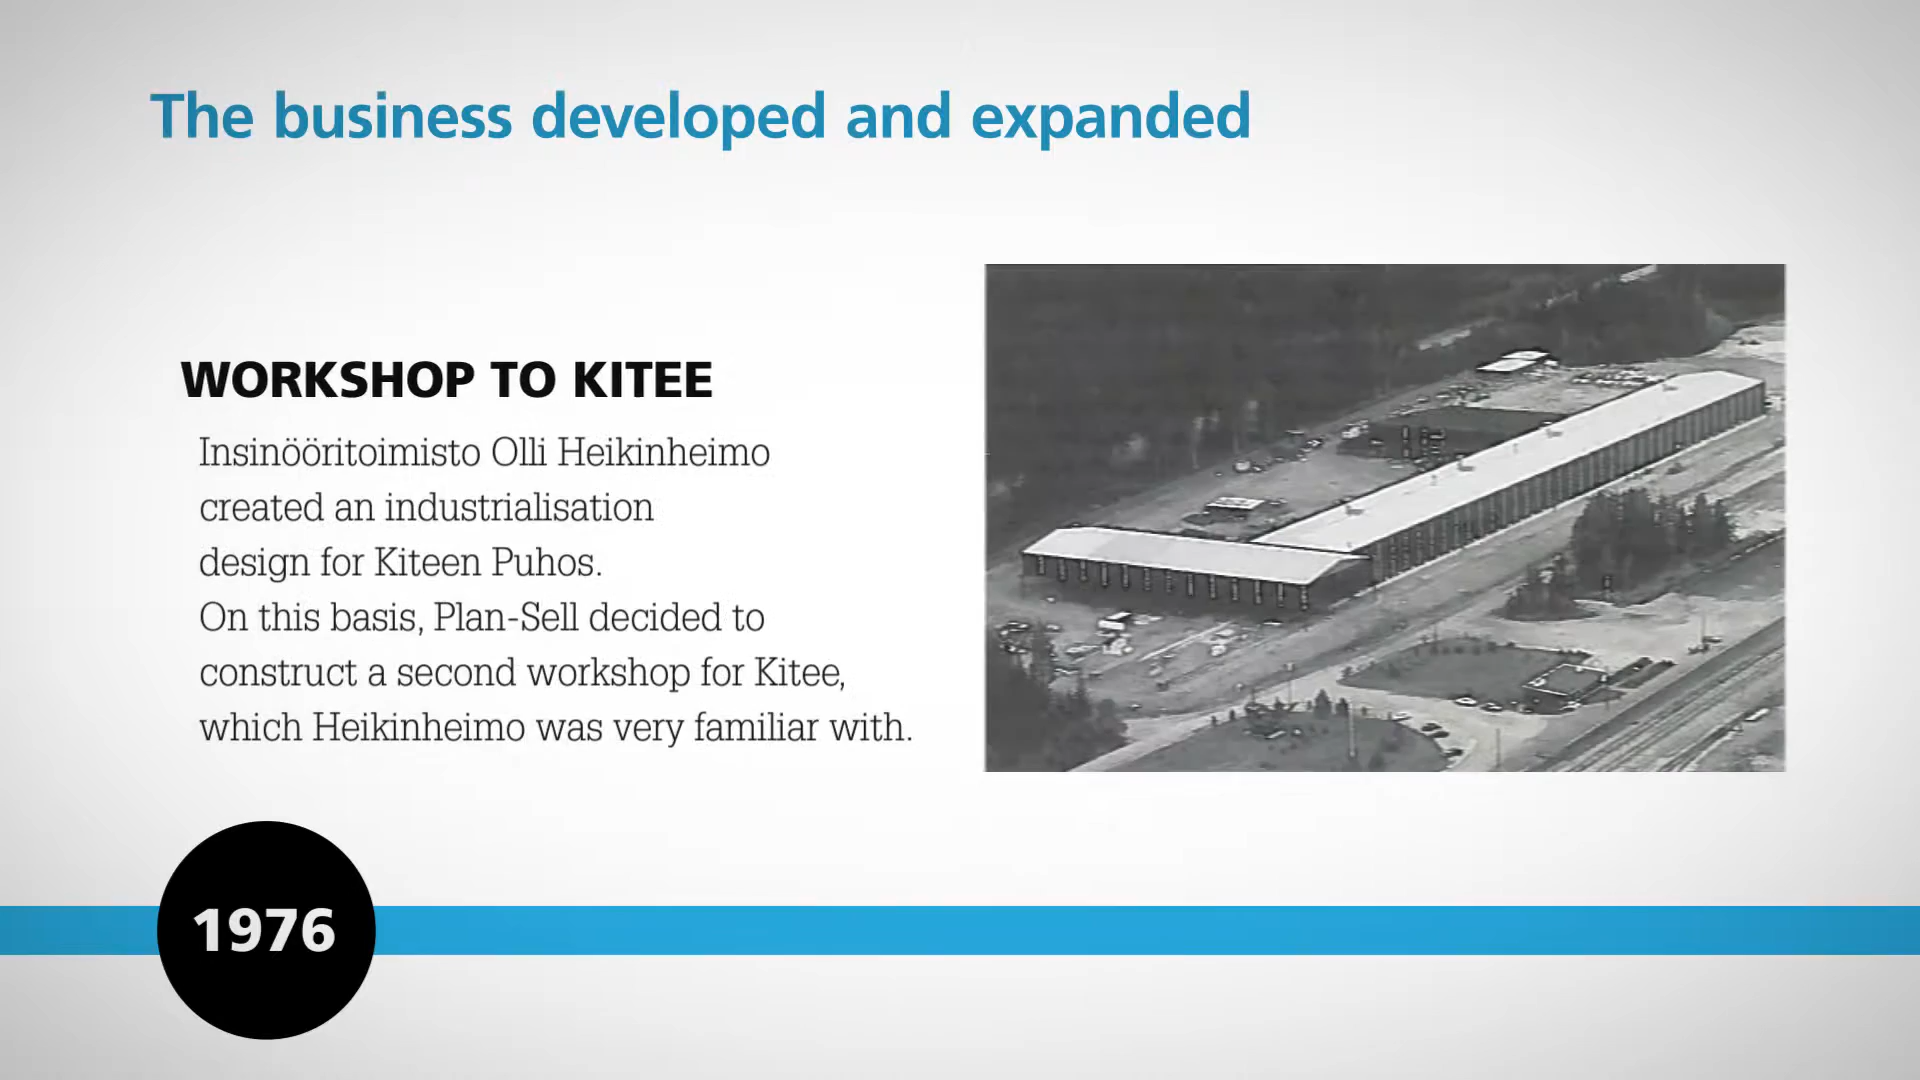 The business developed and expanded
WORKSHOP TO KITEE
Insinööritoimisto Olli Heikinheimo
created an industrialisation
design for Kiteen Puhos.
On this basis, Plan-Sell decided to
construct a second workshop for Kitee,
which Heikinheimo was very familiar with.
1976